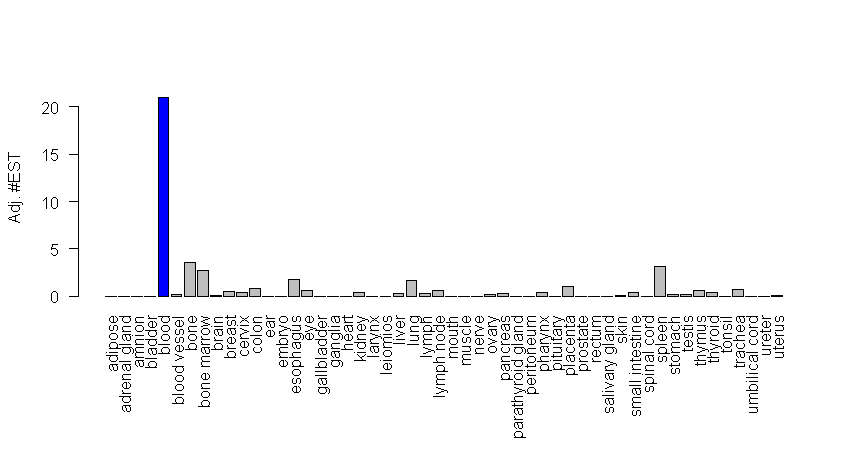 Adj. #EST
20
15
10
5
0
adipose
adrenal gland
amnion
bladder
blood
blood vessel
bone
bone marrow
brain
breast
cervix
colon
ear
embryo
esophagus
eye
gallbladder
ganglia
heart
kidney
larynx
leiomios
liver
lung
lymph
lymph node
mouth
muscle
nerve
ovary
pancreas
parathyroid gland
peritoneum
pharynx
pituitary
placenta
prostate
rectum
salivary gland
skin
small intestine
spinal cord
spleen
stomach
testis
thymus
thyroid
tonsil
trachea
umbilical cord
ureter
uterus